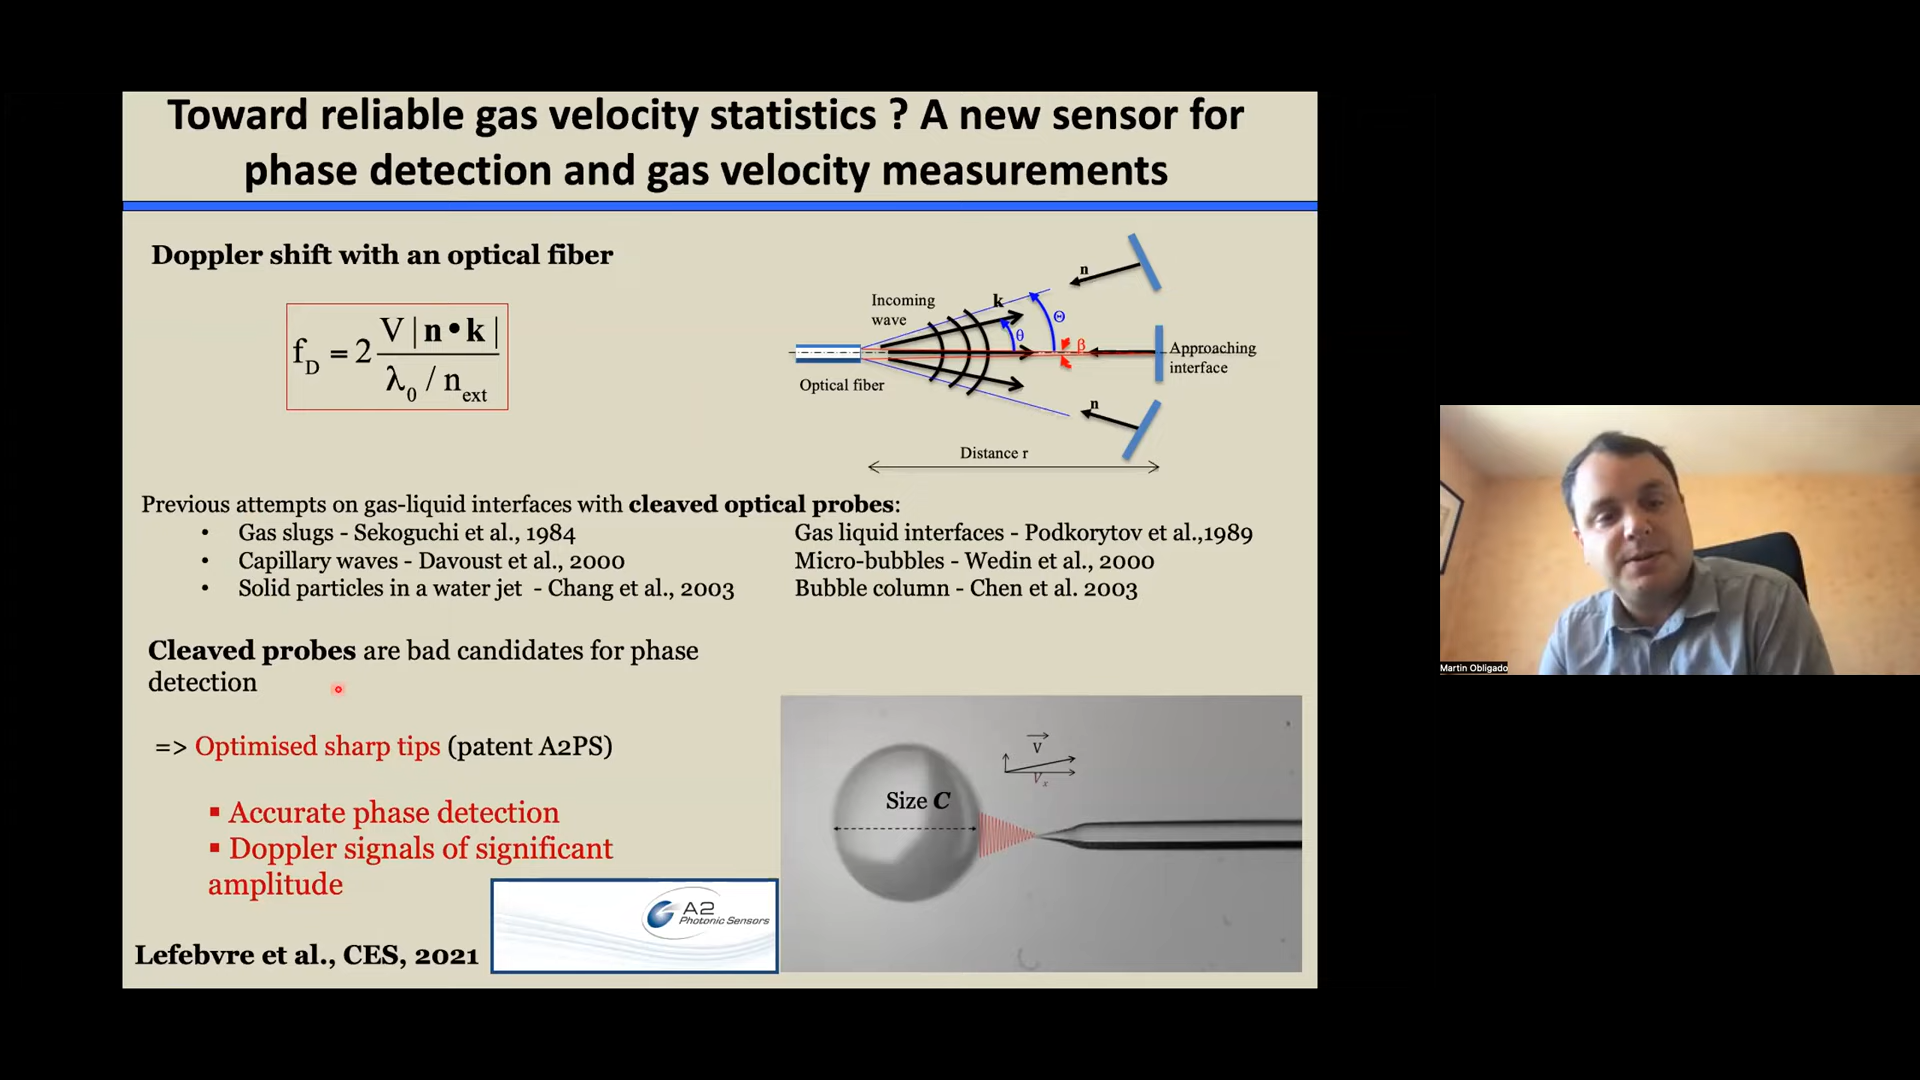 Toward reliable gas velocity statistics ? A new sensor for
phase detection and gas velocity measurements
Doppler shift with an optical fiber
f_D = 2 V | n • k | / λ_0 / n_ext
Incoming
wave
k
n
Θ
θ
β
Approaching
interface
Optical fiber
n
Distance r
Previous attempts on gas-liquid interfaces with cleaved optical probes:
• Gas slugs - Sekoguchi et al., 1984
Gas liquid interfaces - Podkorytov et al.,1989
• Capillary waves - Davoust et al., 2000
Micro-bubbles - Wedin et al., 2000
• Solid particles in a water jet - Chang et al., 2003
Bubble column - Chen et al. 2003
Cleaved probes are bad candidates for phase
detection
=> Optimised sharp tips (patent A2PS)
▪ Accurate phase detection
▪ Doppler signals of significant
amplitude
Lefebvre et al., CES, 2021
A2
Photonic Sensors
V
V_x
Size C
Martin Obligado